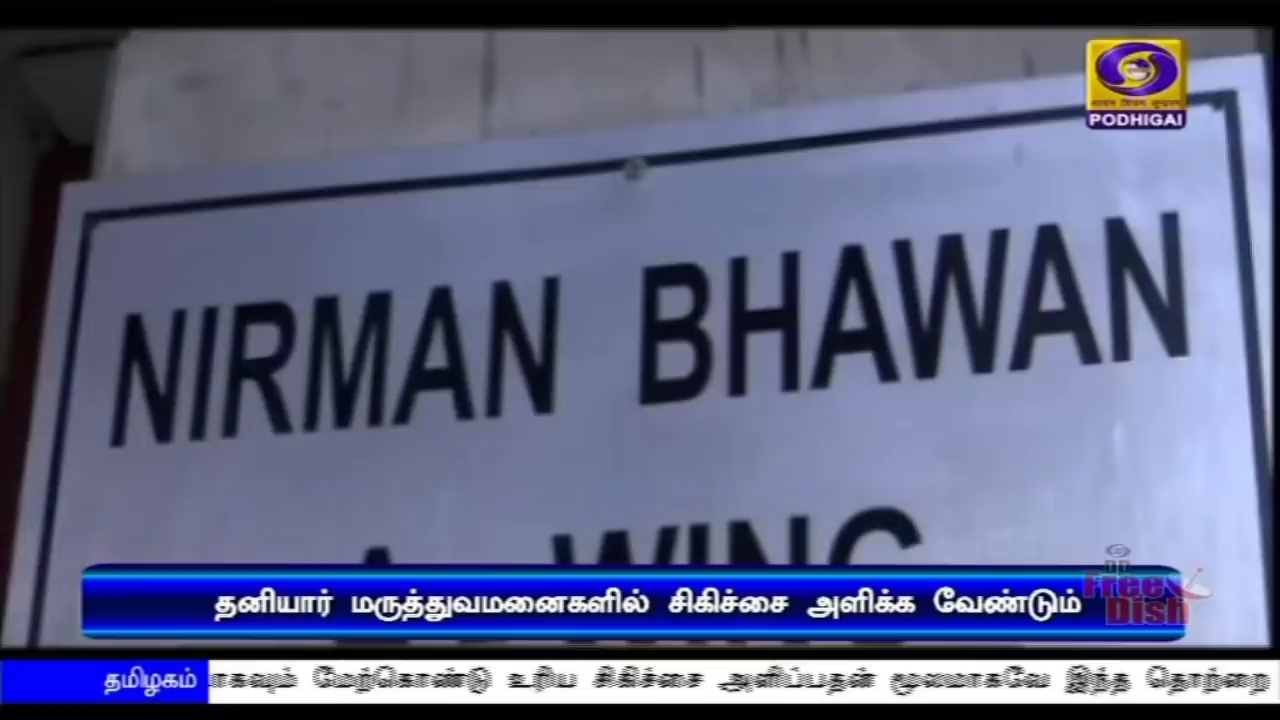 PODHIGAI
NIRMAN BHAWAN
A - WING
தனியார் மருத்துவமனைகளில் சிகிச்சை அளிக்க வேண்டும்
DD
Free Dish
தமிழகம்
ாகவும் மேற்கொண்டு உரிய சிகிச்சை அளிப்பதன் மூலமாகவே இந்த தொற்றை